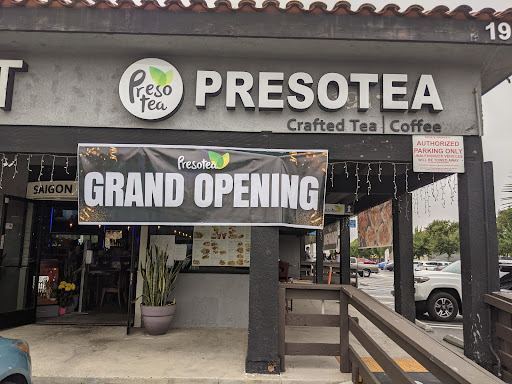 T
Preso
tea
PRESOTEA
Crafted Tea | Coffee
19
AUTHORIZED
PARKING ONLY
Presotea
GRAND OPENING
SAIGON